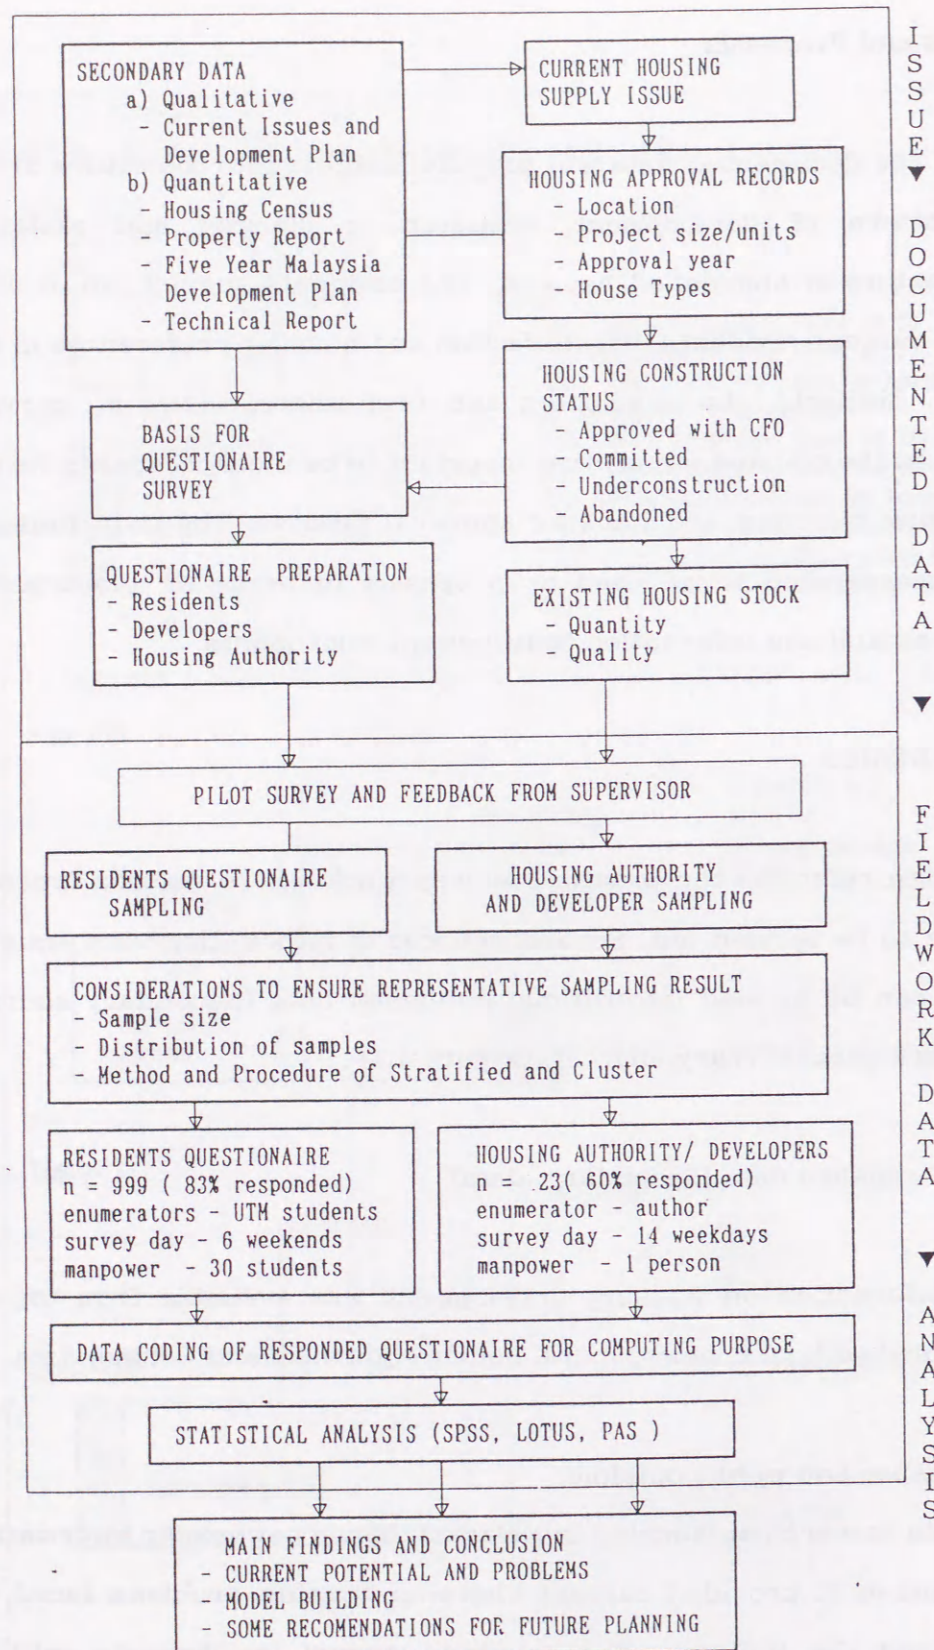 SECONDARY DATA
a) Qualitative
- Current Issues and
Development Plan
b) Quantitative
- Housing Census
- Property Report
- Five Year Malaysia
Development Plan
- Technical Report
CURRENT HOUSING
SUPPLY ISSUE
HOUSING APPROVAL RECORDS
- Location
- Project size/units
- Approval year
- House Types
HOUSING CONSTRUCTION
STATUS
- Approved with CFO
- Committed
- Underconstruction
- Abandoned
BASIS FOR
QUESTIONAIRE
SURVEY
QUESTIONAIRE PREPARATION
- Residents
- Developers
- Housing Authority
EXISTING HOUSING STOCK
- Quantity
- Quality
PILOT SURVEY AND FEEDBACK FROM SUPERVISOR
RESIDENTS QUESTIONAIRE
SAMPLING
HOUSING AUTHORITY
AND DEVELOPER SAMPLING
CONSIDERATIONS TO ENSURE REPRESENTATIVE SAMPLING RESULT
- Sample size
- Distribution of samples
- Method and Procedure of Stratified and Cluster
RESIDENTS QUESTIONAIRE
n - 999 ( 83% responded)
enumerators - UTM students
survey day - 6 weekends
manpower - 30 students
HOUSING AUTHORITY/ DEVELOPERS
n - 23( 60% responded)
enumerator - author
survey day - 14 weekdays
manpower - 1 person
DATA CODING OF RESPONDED QUESTIONAIRE FOR COMPUTING PURPOSE
STATISTICAL ANALYSIS (SPSS, LOTUS, PAS )
MAIN FINDINGS AND CONCLUSION
- CURRENT POTENTIAL AND PROBLEMS
- MODEL BUILDING
- SOME RECOMENDATIONS FOR FUTURE PLANNING
ISSUE ▼ DOCUMENTED DATA ▼ FIELDWORK DATA ▼ ANALYSIS